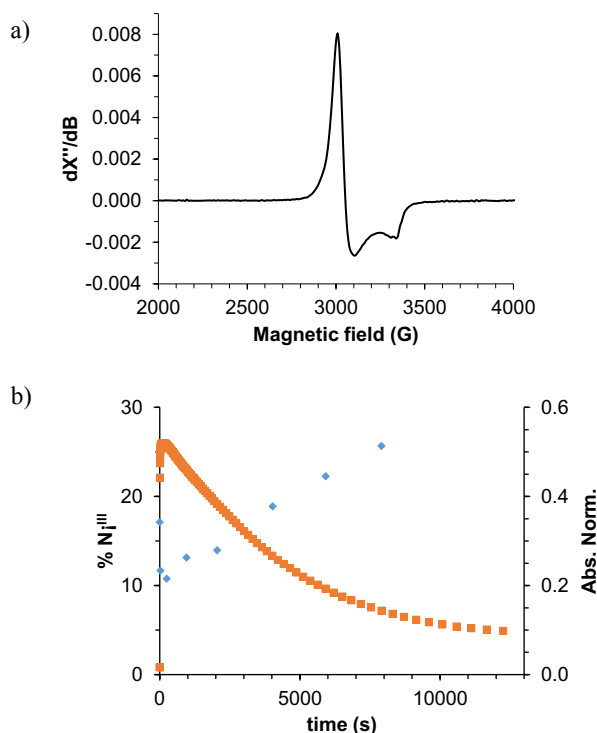 a)
0.008
0.006
0.004
0.002
0.000
-0.002
-0.004
dX"/dB
2000 2500 3000 3500 4000
Magnetic field (G)
b)
30
20
10
0
% Ni^III
0.6
0.4
0.2
0.0
Abs. Norm.
0 5000 10000
time (s)